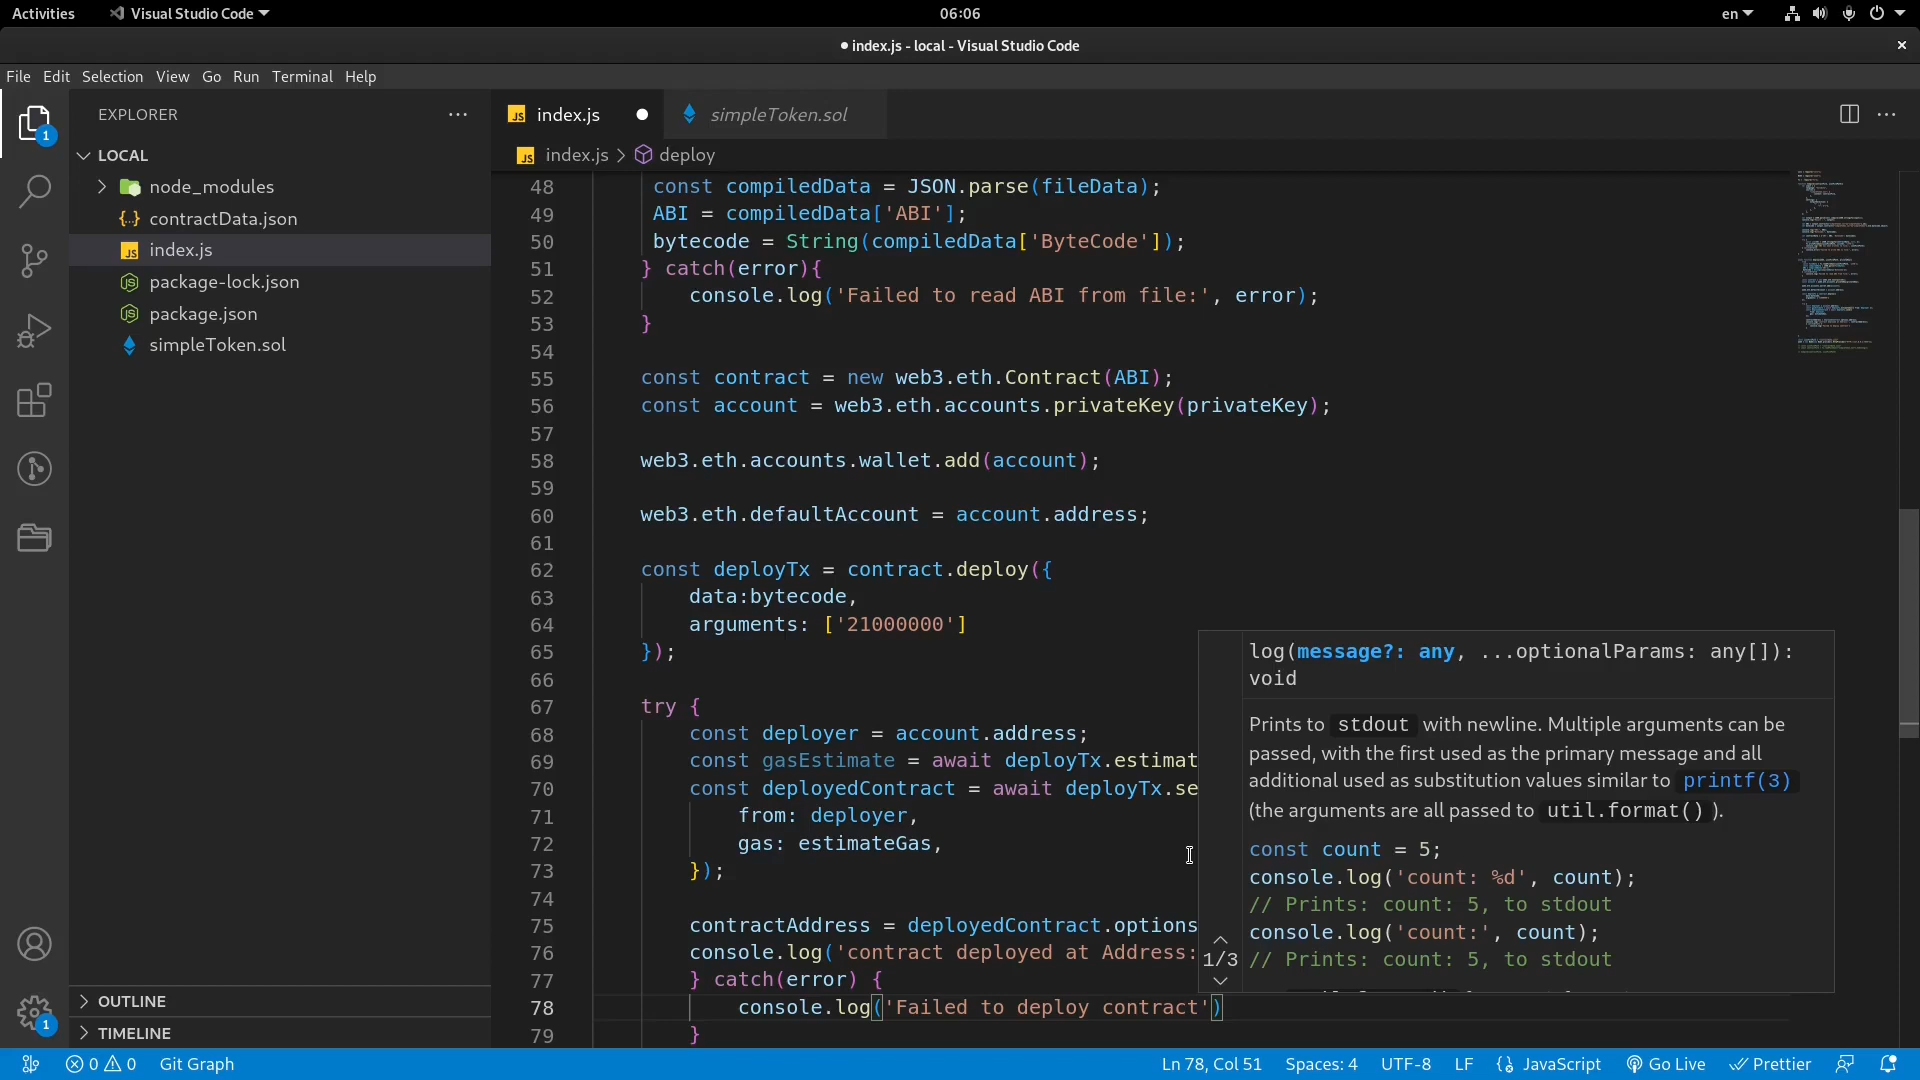 Activities
Visual Studio Code
06:06
en
● index.js - local - Visual Studio Code
File Edit Selection View Go Run Terminal Help
EXPLORER
LOCAL
node_modules
contractData.json
index.js
package-lock.json
package.json
simpleToken.sol
OUTLINE
TIMELINE
index.js
simpleToken.sol
index.js > deploy
48 const compiledData = JSON.parse(fileData);
49 ABI = compiledData['ABI'];
50 bytecode = String(compiledData['ByteCode']);
51 } catch(error){
52 console.log('Failed to read ABI from file:', error);
53 }
54
55 const contract = new web3.eth.Contract(ABI);
56 const account = web3.eth.accounts.privateKey(privateKey);
57
58 web3.eth.accounts.wallet.add(account);
59
60 web3.eth.defaultAccount = account.address;
61
62 const deployTx = contract.deploy({
63 data:bytecode,
64 arguments: ['21000000']
65 });
66
67 try {
68 const deployer = account.address;
69 const gasEstimate = await deployTx.estimat
70 const deployedContract = await deployTx.se
71 from: deployer,
72 gas: estimateGas,
73 });
74
75 contractAddress = deployedContract.options
76 console.log('contract deployed at Address:
77 } catch(error) {
78 console.log('Failed to deploy contract')
79 }
log(message?: any, ...optionalParams: any[]):
void
Prints to stdout with newline. Multiple arguments can be
passed, with the first used as the primary message and all
additional used as substitution values similar to printf(3)
(the arguments are all passed to util.format() ).
const count = 5;
console.log('count: %d', count);
// Prints: count: 5, to stdout
console.log('count:', count);
// Prints: count: 5, to stdout
1/3
1
1
0 0 Git Graph
Ln 78, Col 51 Spaces: 4 UTF-8 LF JavaScript Go Live Prettier